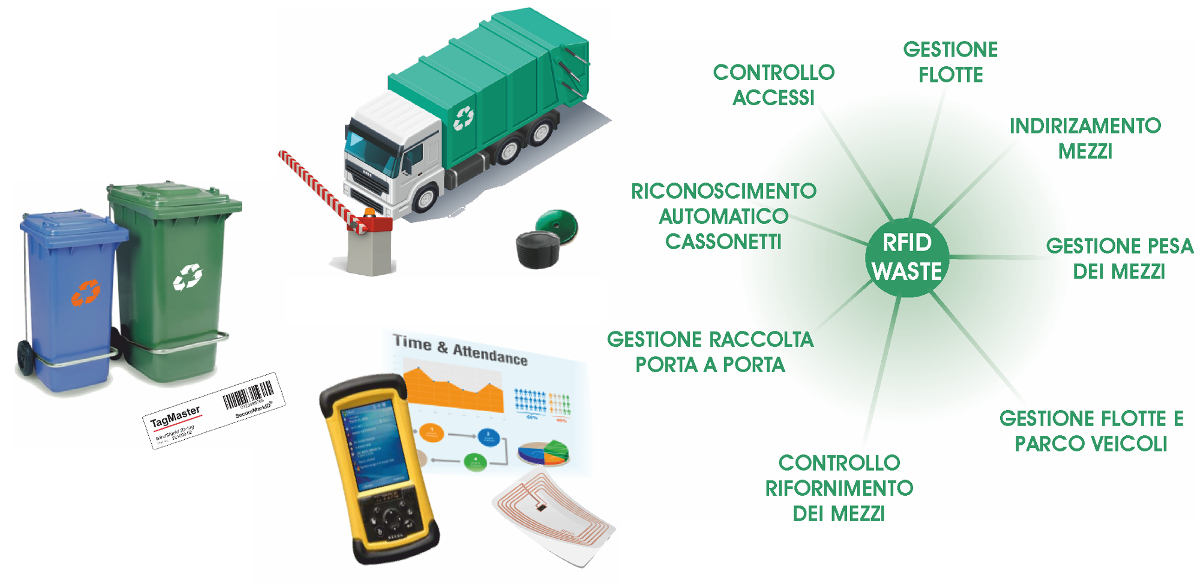 GESTIONE
FLOTTE
CONTROLLO
ACCESSI
INDIRIZAMENTO
MEZZI
RICONOSCIMENTO
AUTOMATICO
CASSONETTI
RFID
WASTE
GESTIONE PESA
DEI MEZZI
GESTIONE RACCOLTA
PORTA A PORTA
GESTIONE FLOTTE E
PARCO VEICOLI
CONTROLLO
RIFORNIMENTO
DEI MEZZI
Time & Attendance
TagMaster